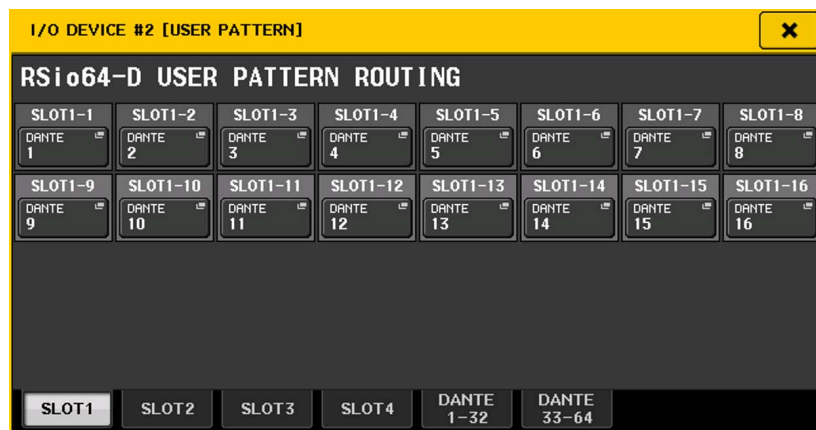 I/O DEVICE #2 [USER PATTERN]
RSio64-D USER PATTERN ROUTING
SLOT1-1 SLOT1-2 SLOT1-3 SLOT1-4 SLOT1-5 SLOT1-6 SLOT1-7 SLOT1-8
DANTE DANTE DANTE DANTE DANTE DANTE DANTE DANTE
1 2 3 4 5 6 7 8
SLOT1-9 SLOT1-10 SLOT1-11 SLOT1-12 SLOT1-13 SLOT1-14 SLOT1-15 SLOT1-16
DANTE DANTE DANTE DANTE DANTE DANTE DANTE DANTE
9 10 11 12 13 14 15 16
SLOT1 SLOT2 SLOT3 SLOT4 DANTE DANTE
1-32 33-64